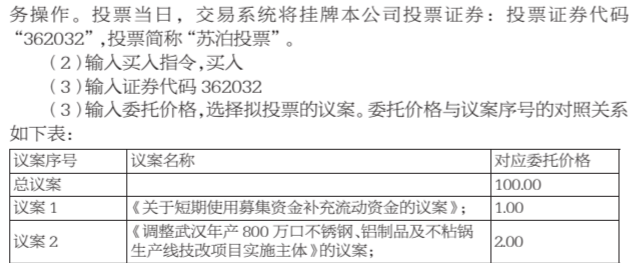 务操作。投票当日，交易系统将挂牌本公司投票证券：投票证券代码
“362032”,投票简称“苏泊投票”。
（2）输入买入指令,买入
（3）输入证券代码 362032
（3）输入委托价格,选择拟投票的议案。委托价格与议案序号的对照关系
如下表：
议案序号 议案名称 对应委托价格
总议案 100.00
议案 1 《关于短期使用募集资金补充流动资金的议案》； 1.00
议案 2 《调整武汉年产 800 万口不锈钢、铝制品及不粘锅
生产线技改项目实施主体》的议案； 2.00